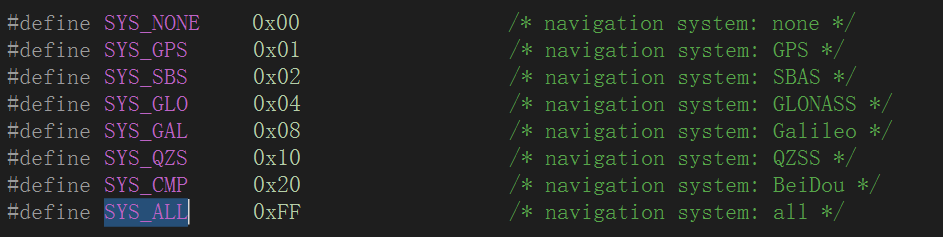 #define SYS_NONE 0x00 /* navigation system: none */
#define SYS_GPS 0x01 /* navigation system: GPS */
#define SYS_SBS 0x02 /* navigation system: SBAS */
#define SYS_GLO 0x04 /* navigation system: GLONASS */
#define SYS_GAL 0x08 /* navigation system: Galileo */
#define SYS_QZS 0x10 /* navigation system: QZSS */
#define SYS_CMP 0x20 /* navigation system: BeiDou */
#define SYS_ALL 0xFF /* navigation system: all */